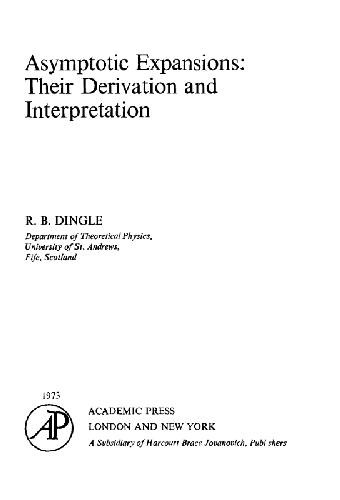 Asymptotic Expansions:
Their Derivation and
Interpretation
R. B. DINGLE
Department of Theoretical Physics,
University of St. Andrews,
Fife, Scotland
1973
AP
ACADEMIC PRESS
LONDON AND NEW YORK
A Subsidiary of Harcourt Brace Jovanovich, Publishers